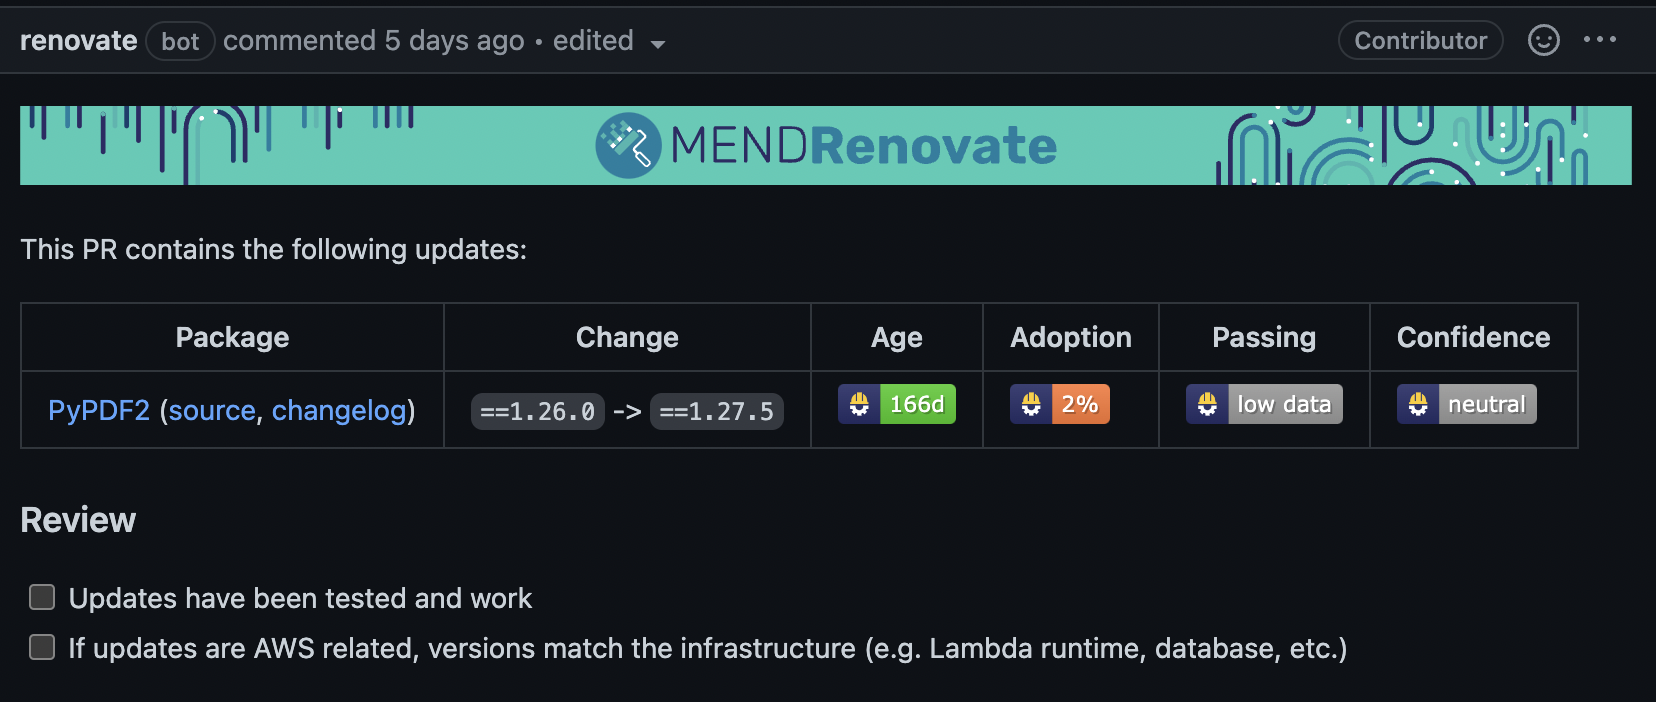 renovate bot commented 5 days ago • edited
Contributor
MENDRenovate
This PR contains the following updates:
Package Change Age Adoption Passing Confidence
PyPDF2 (source, changelog) ==1.26.0 -> ==1.27.5 166d 2% low data neutral
Review
Updates have been tested and work
If updates are AWS related, versions match the infrastructure (e.g. Lambda runtime, database, etc.)